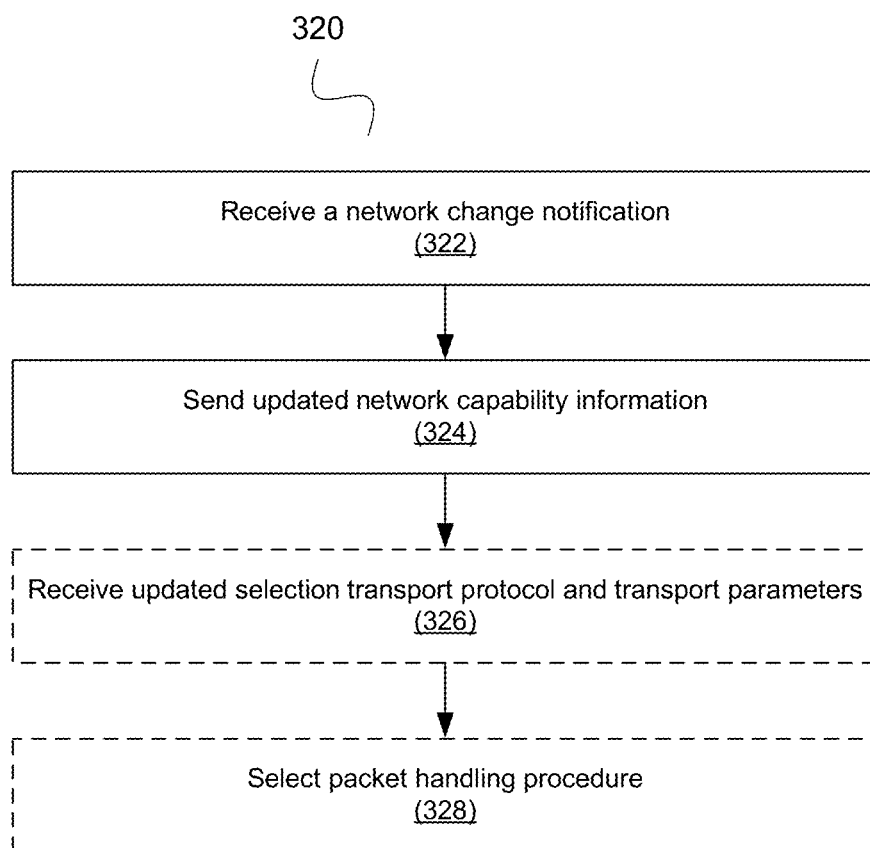 320
Receive a network change notification
(322)
Send updated network capability information
(324)
Receive updated selection transport protocol and transport parameters
(326)
Select packet handling procedure
(328)